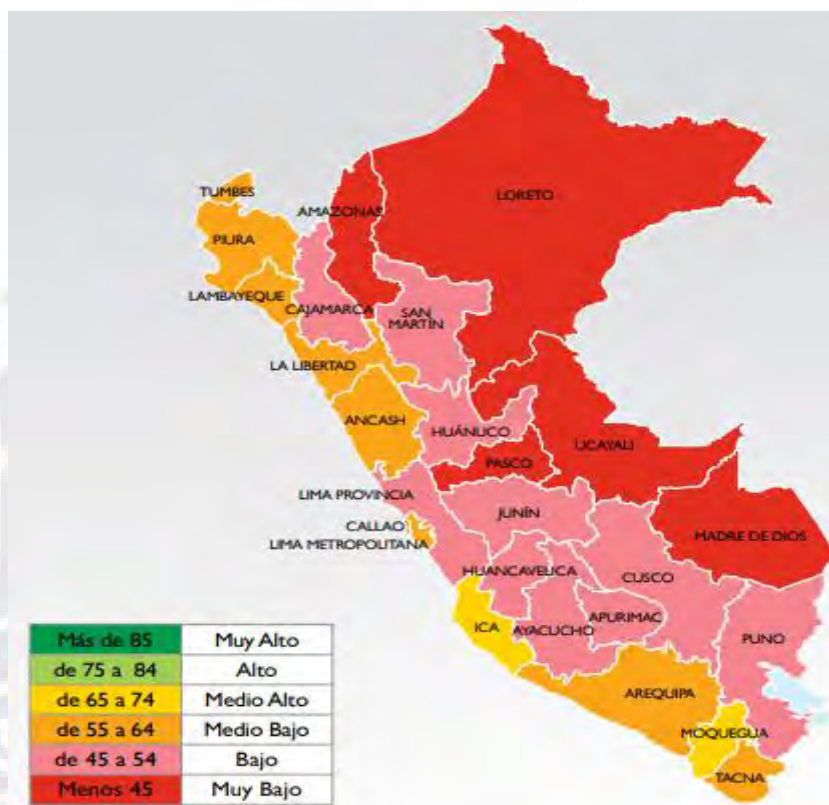 LORETO
TUMBES
AMAZONAS
PIURA
LAMBAYEQUE
CAJAMARCA
SAN
MARTÍN
LA LIBERTAD
ANCASH
HUÁNUCO
UCAYALI
PASCO
LIMA PROVINCIA
JUNÍN
CALLAO
LIMA METROPOLITANA
MADRE DE DIOS
HUANCAVELICA
CUSCO
APURIMAC
ICA
AYACUCHO
PUNO
AREQUIPA
MOQUEGUA
TACNA
Más de 85 Muy Alto
de 75 a 84 Alto
de 65 a 74 Medio Alto
de 55 a 64 Medio Bajo
de 45 a 54 Bajo
Menos 45 Muy Bajo